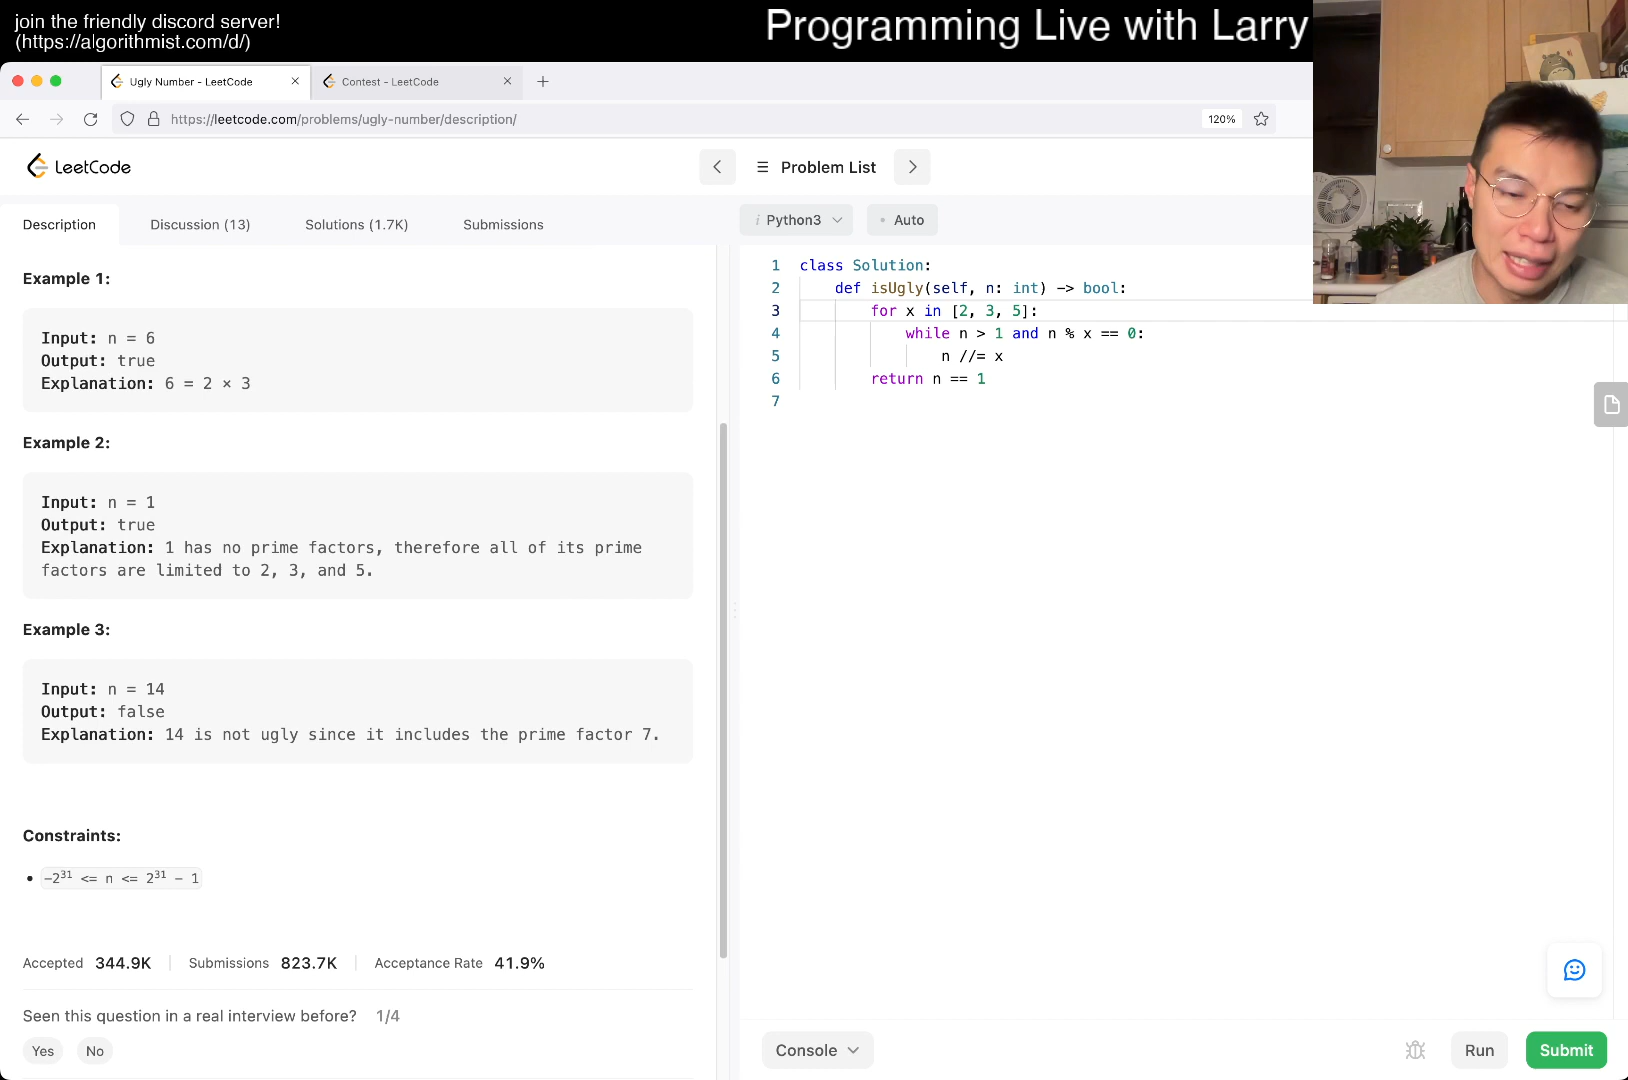 join the friendly discord server!
(https://algorithmist.com/d/)
Programming Live with Larry
Ugly Number - LeetCode
Contest - LeetCode
https://leetcode.com/problems/ugly-number/description/
120%
LeetCode
Problem List
Description
Discussion (13)
Solutions (1.7K)
Submissions
Example 1:
Input: n = 6
Output: true
Explanation: 6 = 2 × 3
Example 2:
Input: n = 1
Output: true
Explanation: 1 has no prime factors, therefore all of its prime
factors are limited to 2, 3, and 5.
Example 3:
Input: n = 14
Output: false
Explanation: 14 is not ugly since it includes the prime factor 7.
Constraints:
• -2³¹ <= n <= 2³¹ - 1
Accepted 344.9K
Submissions 823.7K
Acceptance Rate 41.9%
Seen this question in a real interview before? 1/4
Yes
No
i Python3
• Auto
1 class Solution:
2 def isUgly(self, n: int) -> bool:
3 for x in [2, 3, 5]:
4 while n > 1 and n % x == 0:
5 n //= x
6 return n == 1
7
Console
Run
Submit